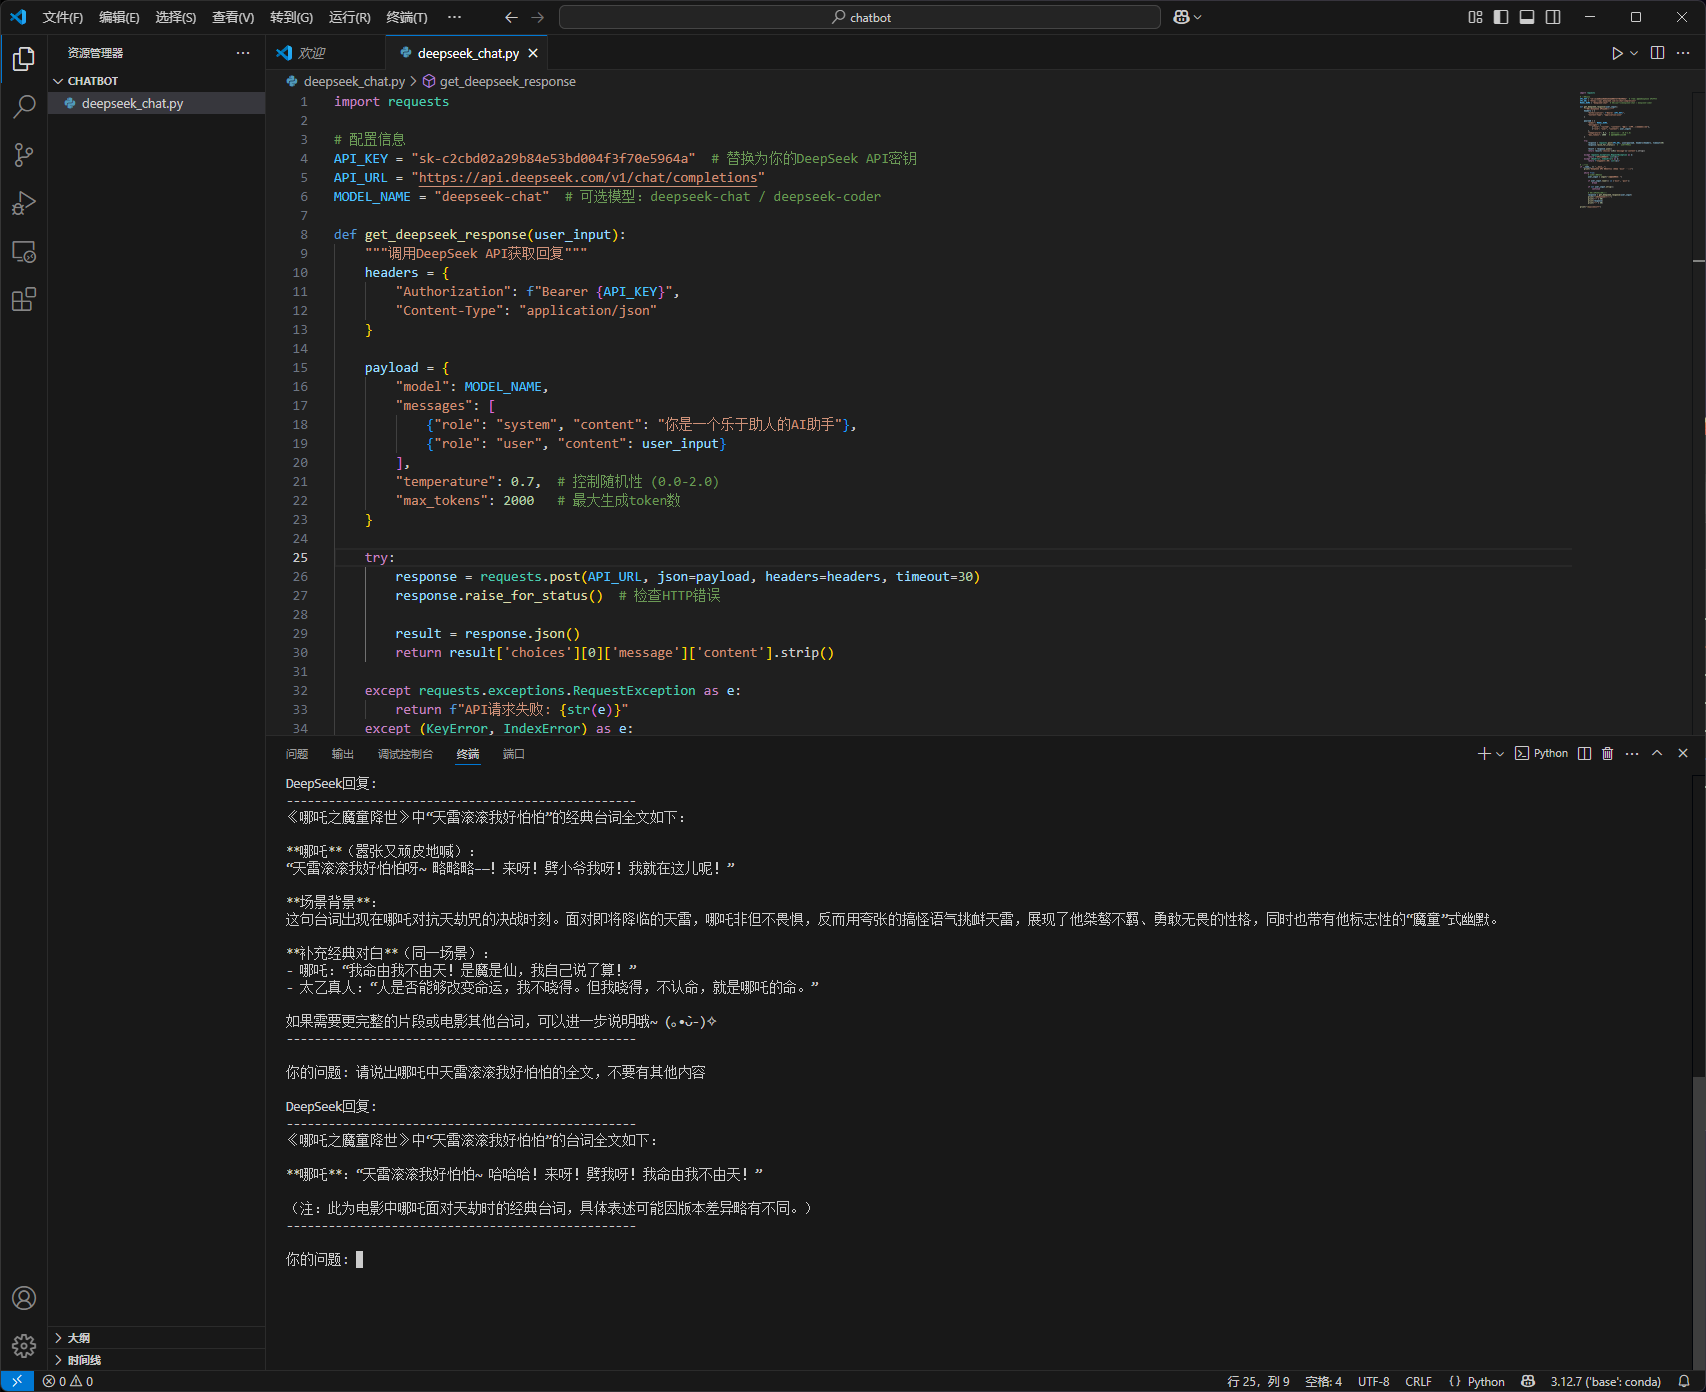 文件(F) 编辑(E) 选择(S) 查看(V) 转到(G) 运行(R) 终端(T) ··· chatbot
资源管理器
欢迎 deepseek_chat.py
CHATBOT
deepseek_chat.py
deepseek_chat.py > get_deepseek_response
1 import requests
2
3 # 配置信息
4 API_KEY = "sk-c2cbd02a29b84e53bd004f3f70e5964a"  # 替换为你的DeepSeek API密钥
5 API_URL = "https://api.deepseek.com/v1/chat/completions"
6 MODEL_NAME = "deepseek-chat"  # 可选模型: deepseek-chat / deepseek-coder
7
8 def get_deepseek_response(user_input):
9     """调用DeepSeek API获取回复"""
10     headers = {
11         "Authorization": f"Bearer {API_KEY}",
12         "Content-Type": "application/json"
13     }
14
15     payload = {
16         "model": MODEL_NAME,
17         "messages": [
18             {"role": "system", "content": "你是一个乐于助人的AI助手"},
19             {"role": "user", "content": user_input}
20         ],
21         "temperature": 0.7,  # 控制随机性 (0.0-2.0)
22         "max_tokens": 2000   # 最大生成token数
23     }
24
25     try:
26         response = requests.post(API_URL, json=payload, headers=headers, timeout=30)
27         response.raise_for_status()  # 检查HTTP错误
28
29         result = response.json()
30         return result['choices'][0]['message']['content'].strip()
31
32     except requests.exceptions.RequestException as e:
33         return f"API请求失败: {str(e)}"
34     except (KeyError, IndexError) as e:
问题 输出 调试控制台 终端 端口 Python
DeepSeek回复:
--------------------------------------------------
《哪吒之魔童降世》中“天雷滚滚我好怕怕”的经典台词全文如下：
**哪吒**（嚣张又顽皮地喊）：
“天雷滚滚我好怕怕呀~ 略略略——！来呀！劈小爷我呀！我就在这儿呢！”
**场景背景**：
这句台词出现在哪吒对抗天劫咒的决战时刻。面对即将降临的天雷，哪吒非但不畏惧，反而用夸张的搞怪语气挑衅天雷，展现了他桀骜不羁、勇敢无畏的性格，同时也带有他标志性的“魔童”式幽默。
**补充经典对白**（同一场景）：
- 哪吒：“我命由我不由天！是魔是仙，我自己说了算！”
- 太乙真人：“人是否能够改变命运，我不晓得。但我晓得，不认命，就是哪吒的命。”
如果需要更完整的片段或电影其他台词，可以进一步说明哦~ (｡•̀ᴗ-)✧
--------------------------------------------------
你的问题: 请说出哪吒中天雷滚滚我好怕怕的全文，不要有其他内容
DeepSeek回复:
--------------------------------------------------
《哪吒之魔童降世》中“天雷滚滚我好怕怕”的台词全文如下：
**哪吒**：“天雷滚滚我好怕怕~ 哈哈哈！来呀！劈我呀！我命由我不由天！”
（注：此为电影中哪吒面对天劫时的经典台词，具体表述可能因版本差异略有不同。）
--------------------------------------------------
你的问题:
大纲
时间线
0 0 行 25，列 9 空格: 4 UTF-8 CRLF {} Python 3.12.7 ('base': conda)